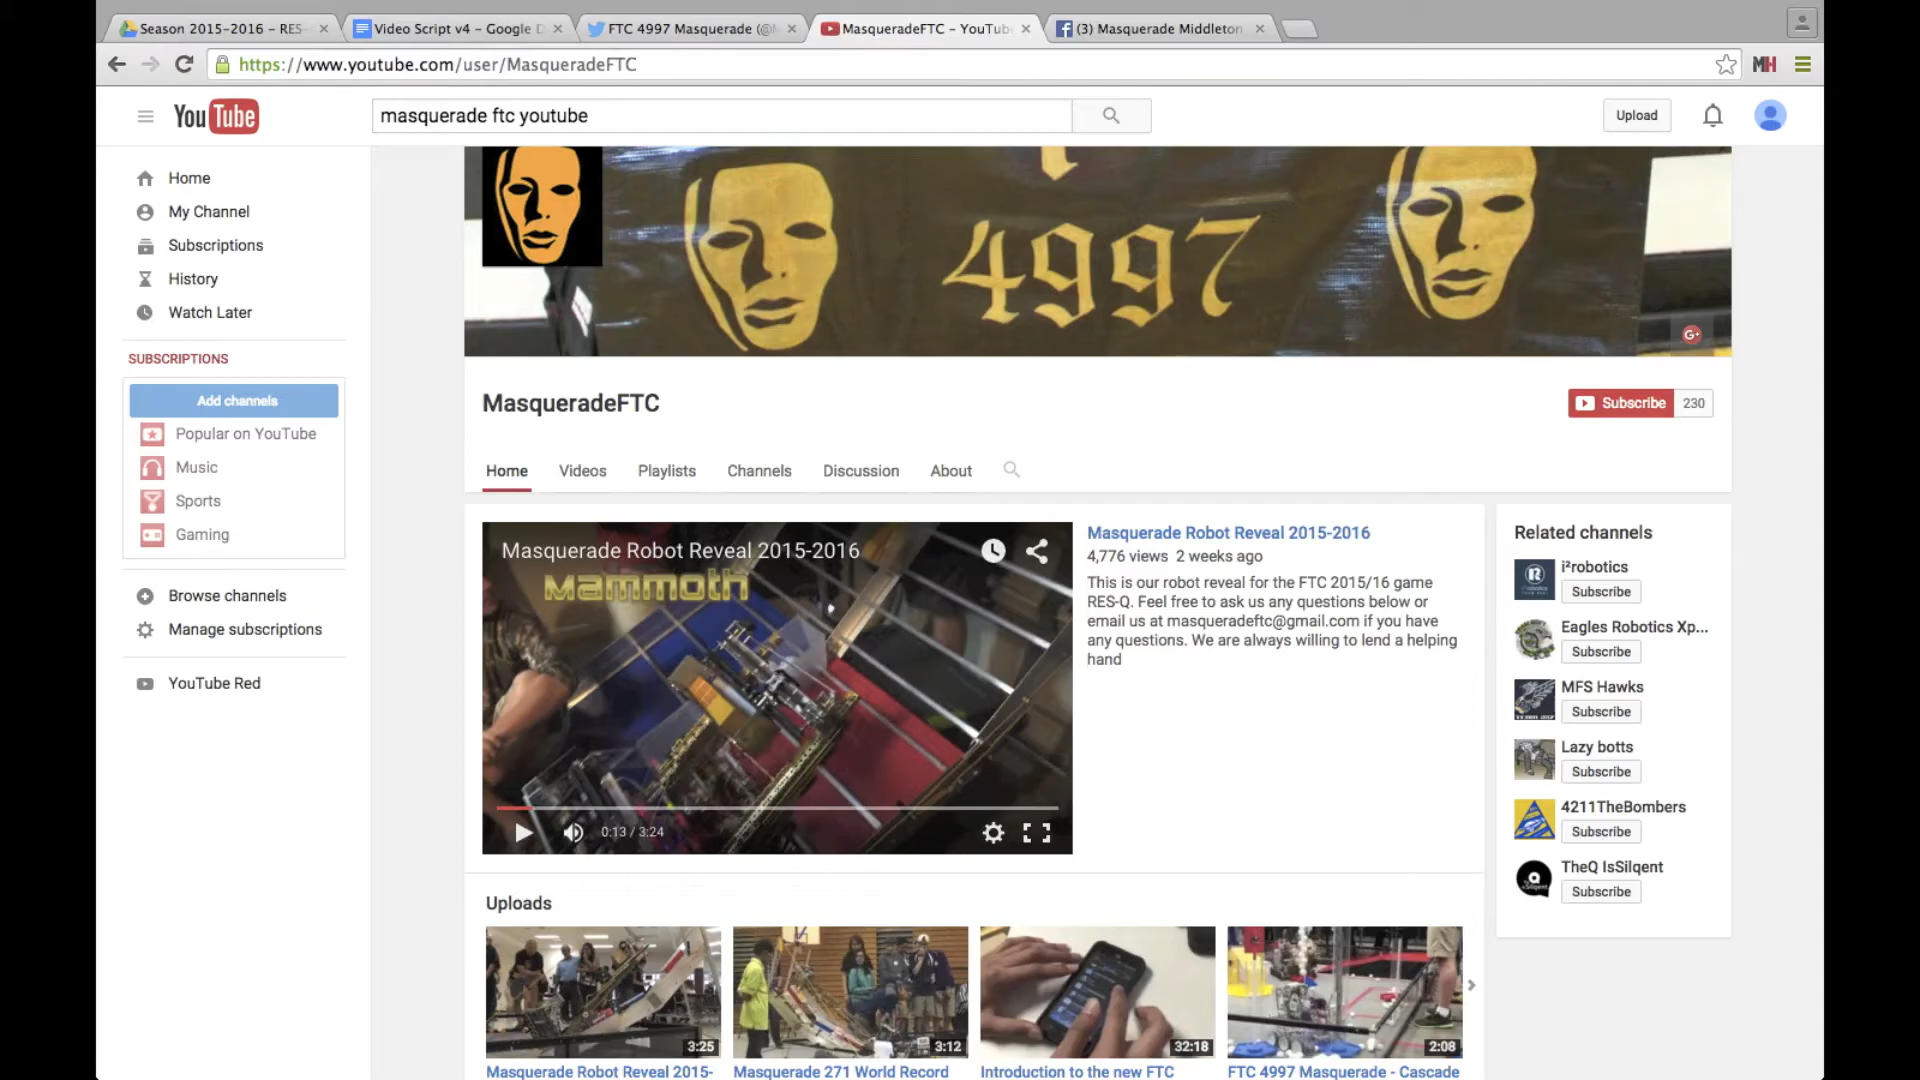 Season 2015-2016 - RES-
Video Script v4 - Google D
FTC 4997 Masquerade (@M
MasqueradeFTC - YouTube
(3) Masquerade Middleton
https://www.youtube.com/user/MasqueradeFTC
YouTube
masquerade ftc youtube
Upload
Home
My Channel
Subscriptions
History
Watch Later
SUBSCRIPTIONS
Add channels
Popular on YouTube
Music
Sports
Gaming
Browse channels
Manage subscriptions
YouTube Red
4997
G+
MasqueradeFTC
Subscribe 230
Home Videos Playlists Channels Discussion About
Masquerade Robot Reveal 2015-2016
Mammoth
0:13 / 3:24
Masquerade Robot Reveal 2015-2016
4,776 views 2 weeks ago
This is our robot reveal for the FTC 2015/16 game
RES-Q. Feel free to ask us any questions below or
email us at masqueradeftc@gmail.com if you have
any questions. We are always willing to lend a helping
hand
Related channels
i²robotics
Subscribe
Eagles Robotics Xp...
Subscribe
MFS Hawks
Subscribe
Lazy botts
Subscribe
4211TheBombers
Subscribe
TheQ IsSilqent
Subscribe
Uploads
3:25
3:12
32:18
2:08
Masquerade Robot Reveal 2015-
Masquerade 271 World Record
Introduction to the new FTC
FTC 4997 Masquerade - Cascade